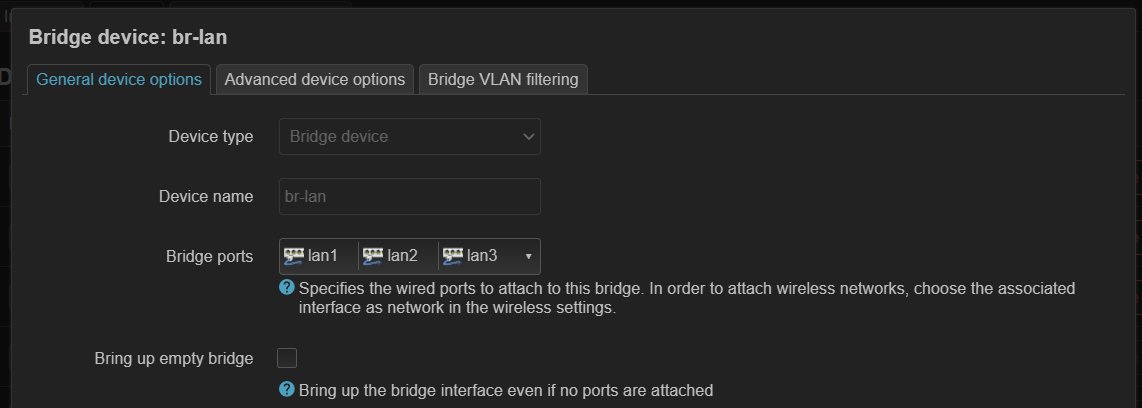 Bridge device: br-lan
General device options
Advanced device options
Bridge VLAN filtering
Device type
Bridge device
Device name
br-lan
Bridge ports
lan1
lan2
lan3
Specifies the wired ports to attach to this bridge. In order to attach wireless networks, choose the associated
interface as network in the wireless settings.
Bring up empty bridge
Bring up the bridge interface even if no ports are attached